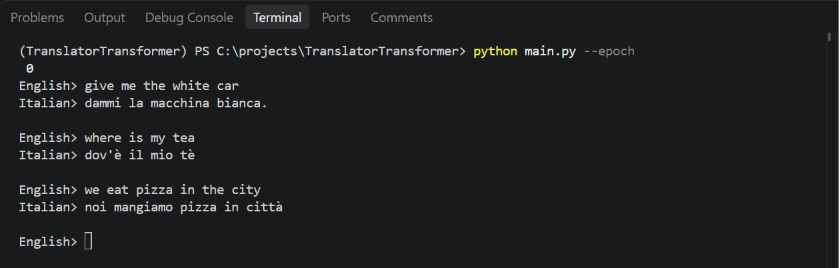 Problems Output Debug Console Terminal Ports Comments
(TranslatorTransformer) PS C:\projects\TranslatorTransformer> python main.py --epoch
0
English> give me the white car
Italian> dammi la macchina bianca.
English> where is my tea
Italian> dov'è il mio tè
English> we eat pizza in the city
Italian> noi mangiamo pizza in città
English>